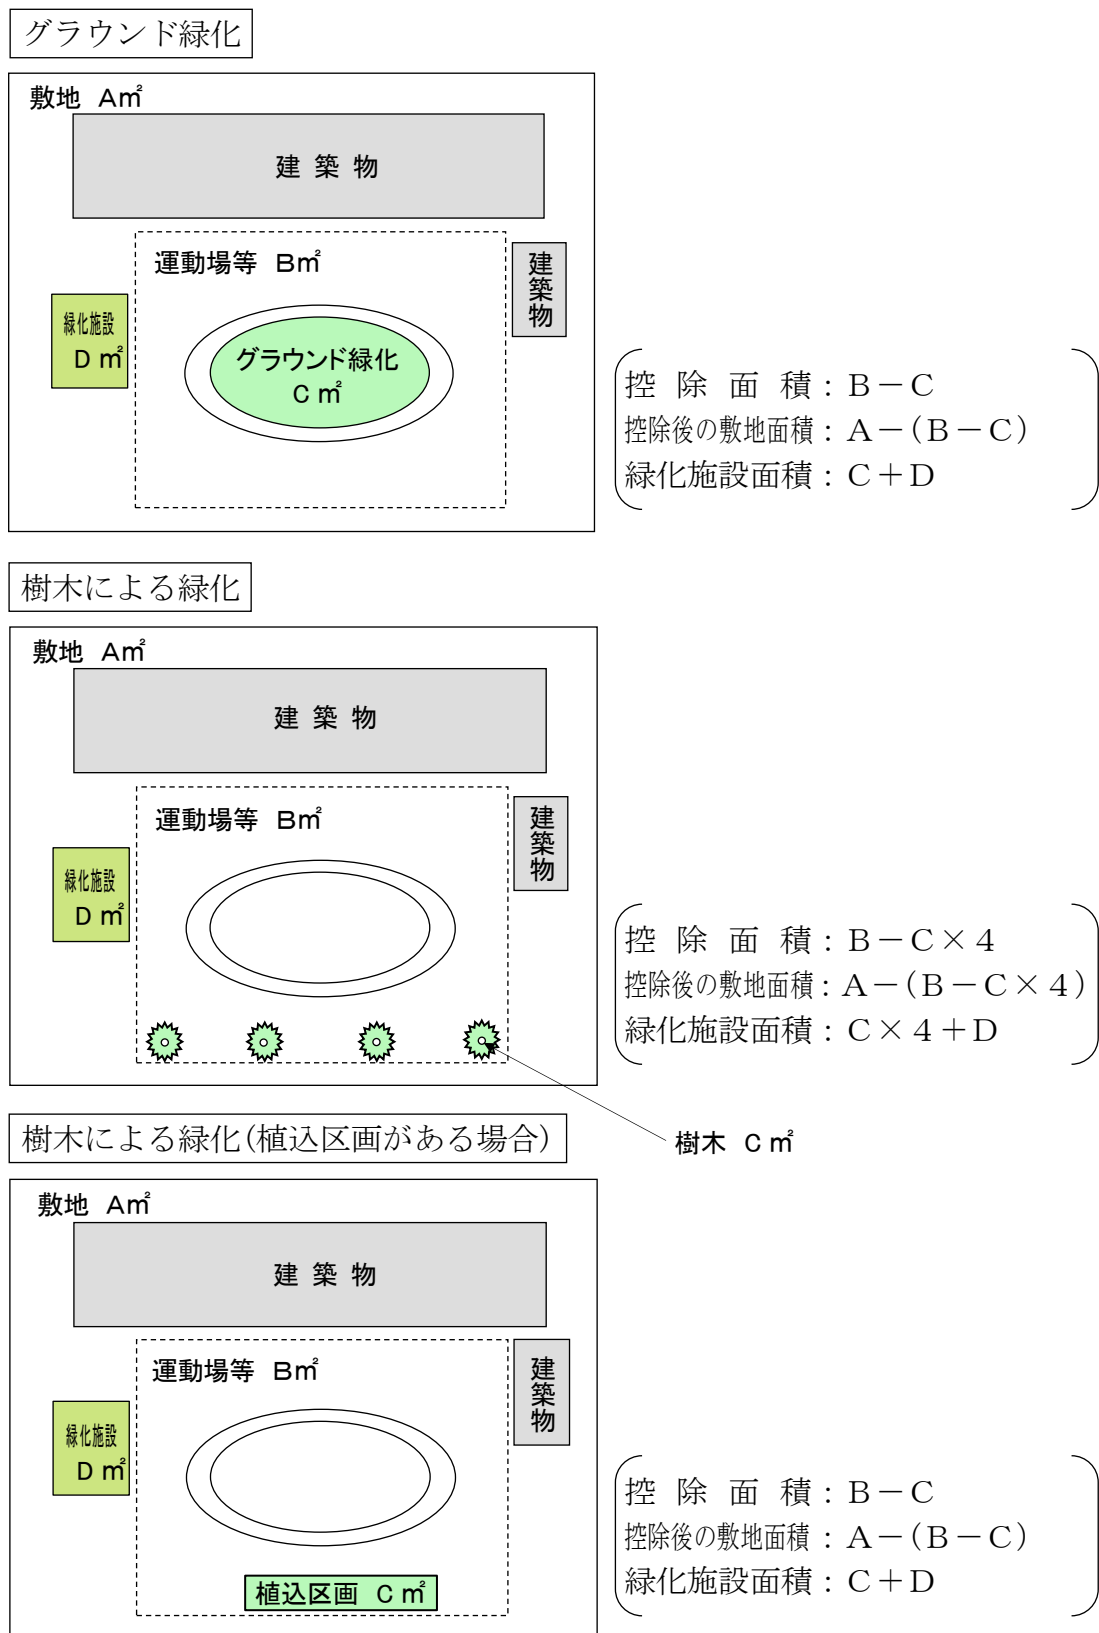 グラウンド緑化
敷地 A㎡
建 築 物
運動場等 B㎡
建築物
緑化施設
D ㎡
グラウンド緑化
C ㎡
控 除 面 積：B－C
控除後の敷地面積：A－(B－C)
緑化施設面積：C＋D
樹木による緑化
敷地 A㎡
建 築 物
運動場等 B㎡
建築物
緑化施設
D ㎡
控 除 面 積：B－C×4
控除後の敷地面積：A－(B－C×4)
緑化施設面積：C×4＋D
樹木 C ㎡
樹木による緑化(植込区画がある場合)
敷地 A㎡
建 築 物
運動場等 B㎡
建築物
緑化施設
D ㎡
植込区画 C ㎡
控 除 面 積：B－C
控除後の敷地面積：A－(B－C)
緑化施設面積：C＋D